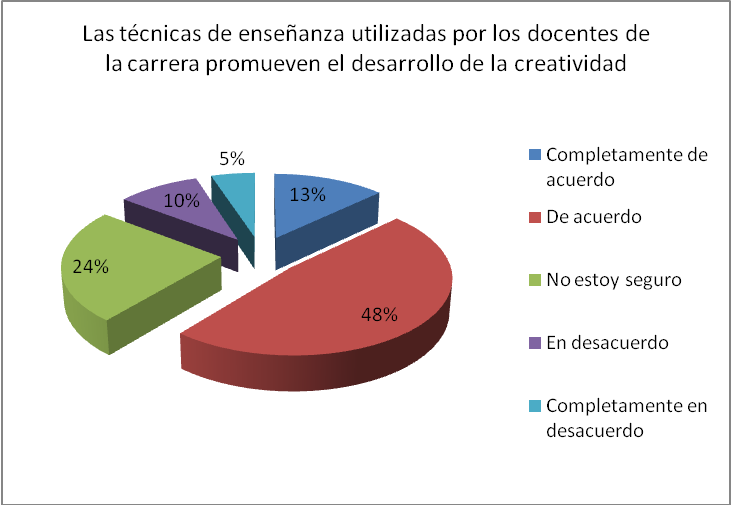 Las técnicas de enseñanza utilizadas por los docentes de
la carrera promueven el desarrollo de la creatividad
5%
13%
10%
24%
48%
Completamente de
acuerdo
De acuerdo
No estoy seguro
En desacuerdo
Completamente en
desacuerdo